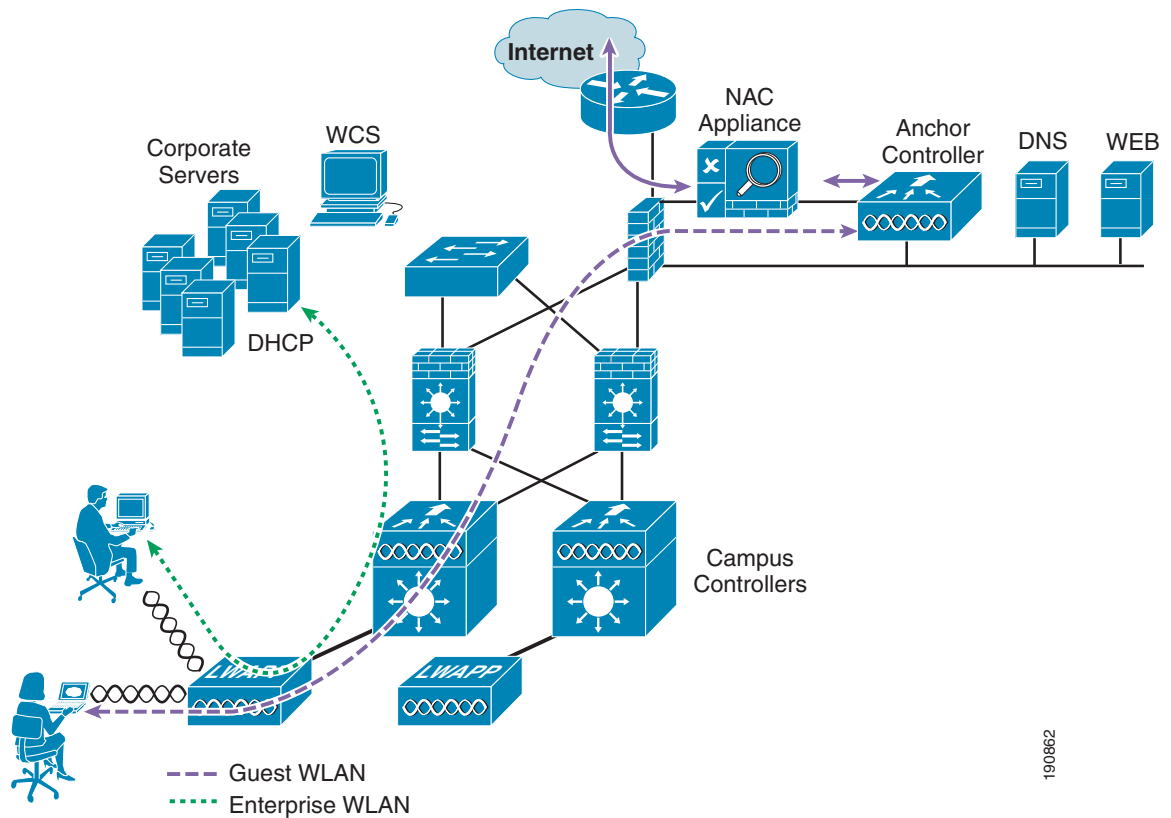 Internet
NAC
Appliance
Anchor
Controller
DNS
WEB
WCS
Corporate
Servers
DHCP
Campus
Controllers
LWAPP
LWAPP
190862
Guest WLAN
Enterprise WLAN